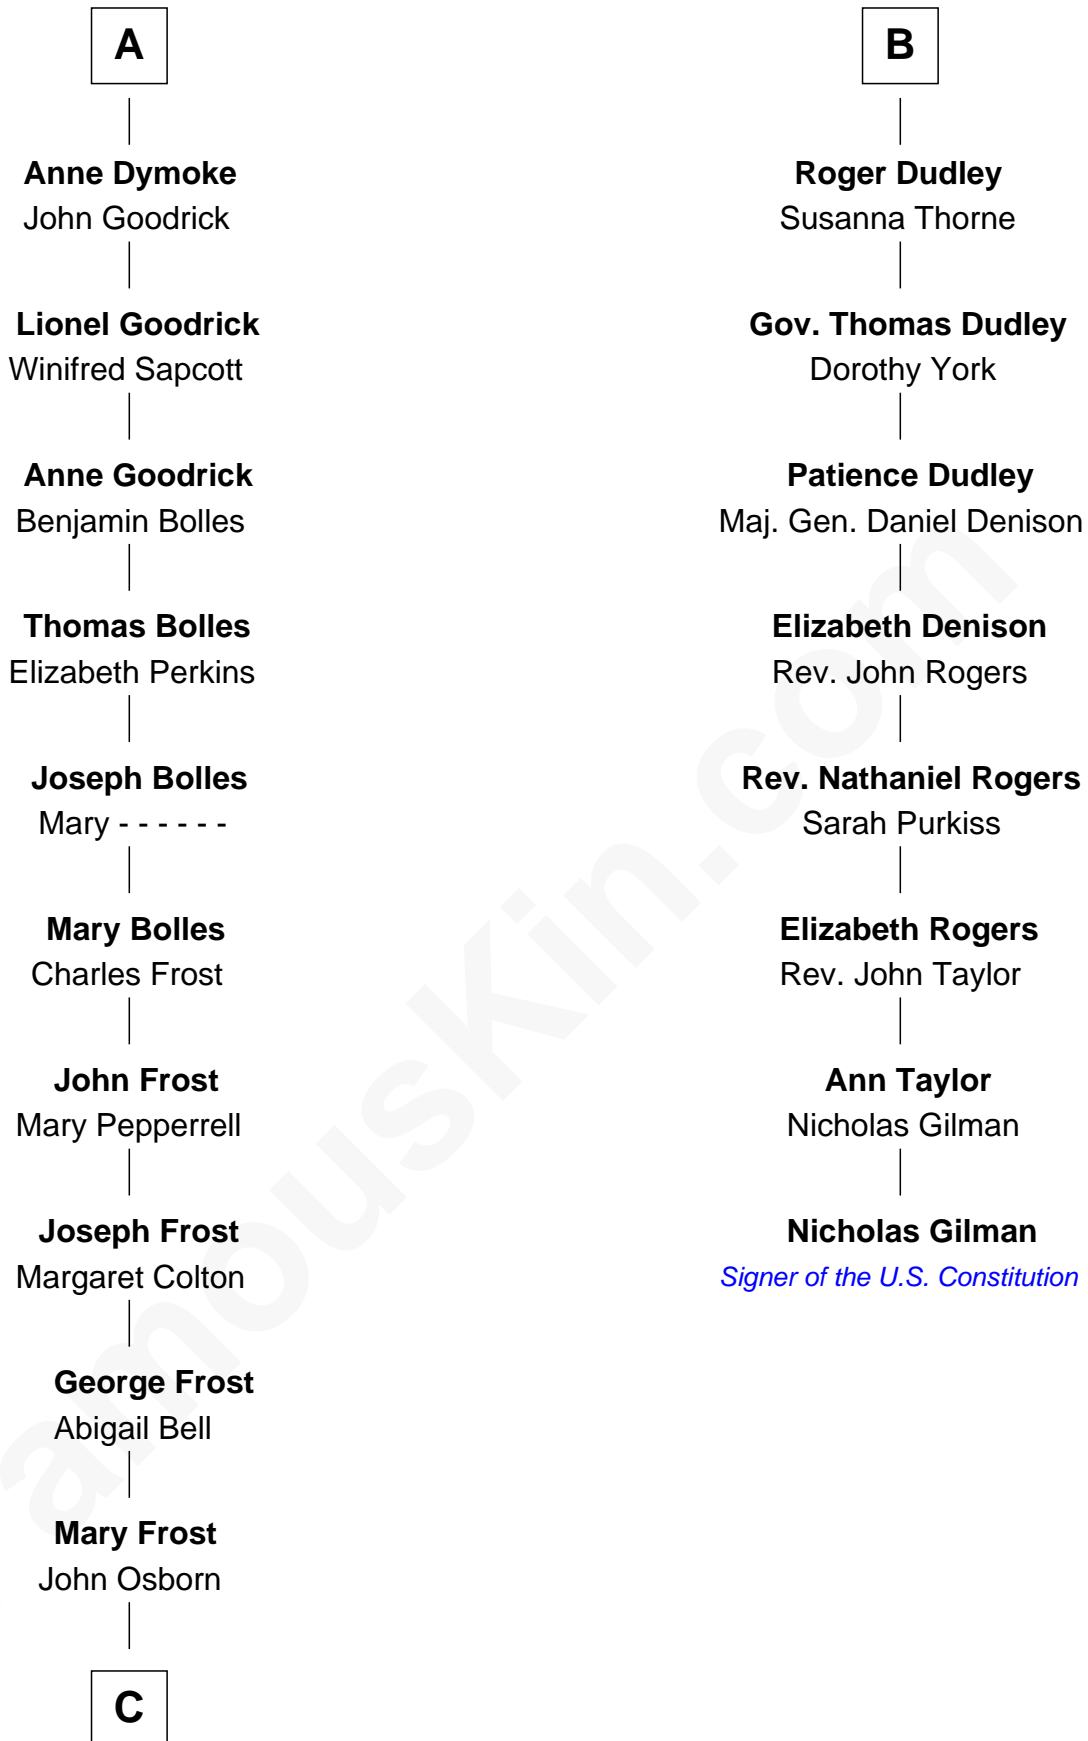 A
Anne Dymoke
John Goodrick
Lionel Goodrick
Winifred Sapcott
Anne Goodrick
Benjamin Bolles
Thomas Bolles
Elizabeth Perkins
Joseph Bolles
Mary - - - - - -
Mary Bolles
Charles Frost
John Frost
Mary Pepperrell
Joseph Frost
Margaret Colton
George Frost
Abigail Bell
Mary Frost
John Osborn
C
B
Roger Dudley
Susanna Thorne
Gov. Thomas Dudley
Dorothy York
Patience Dudley
Maj. Gen. Daniel Denison
Elizabeth Denison
Rev. John Rogers
Rev. Nathaniel Rogers
Sarah Purkiss
Elizabeth Rogers
Rev. John Taylor
Ann Taylor
Nicholas Gilman
Nicholas Gilman
Signer of the U.S. Constitution
amousKin.com